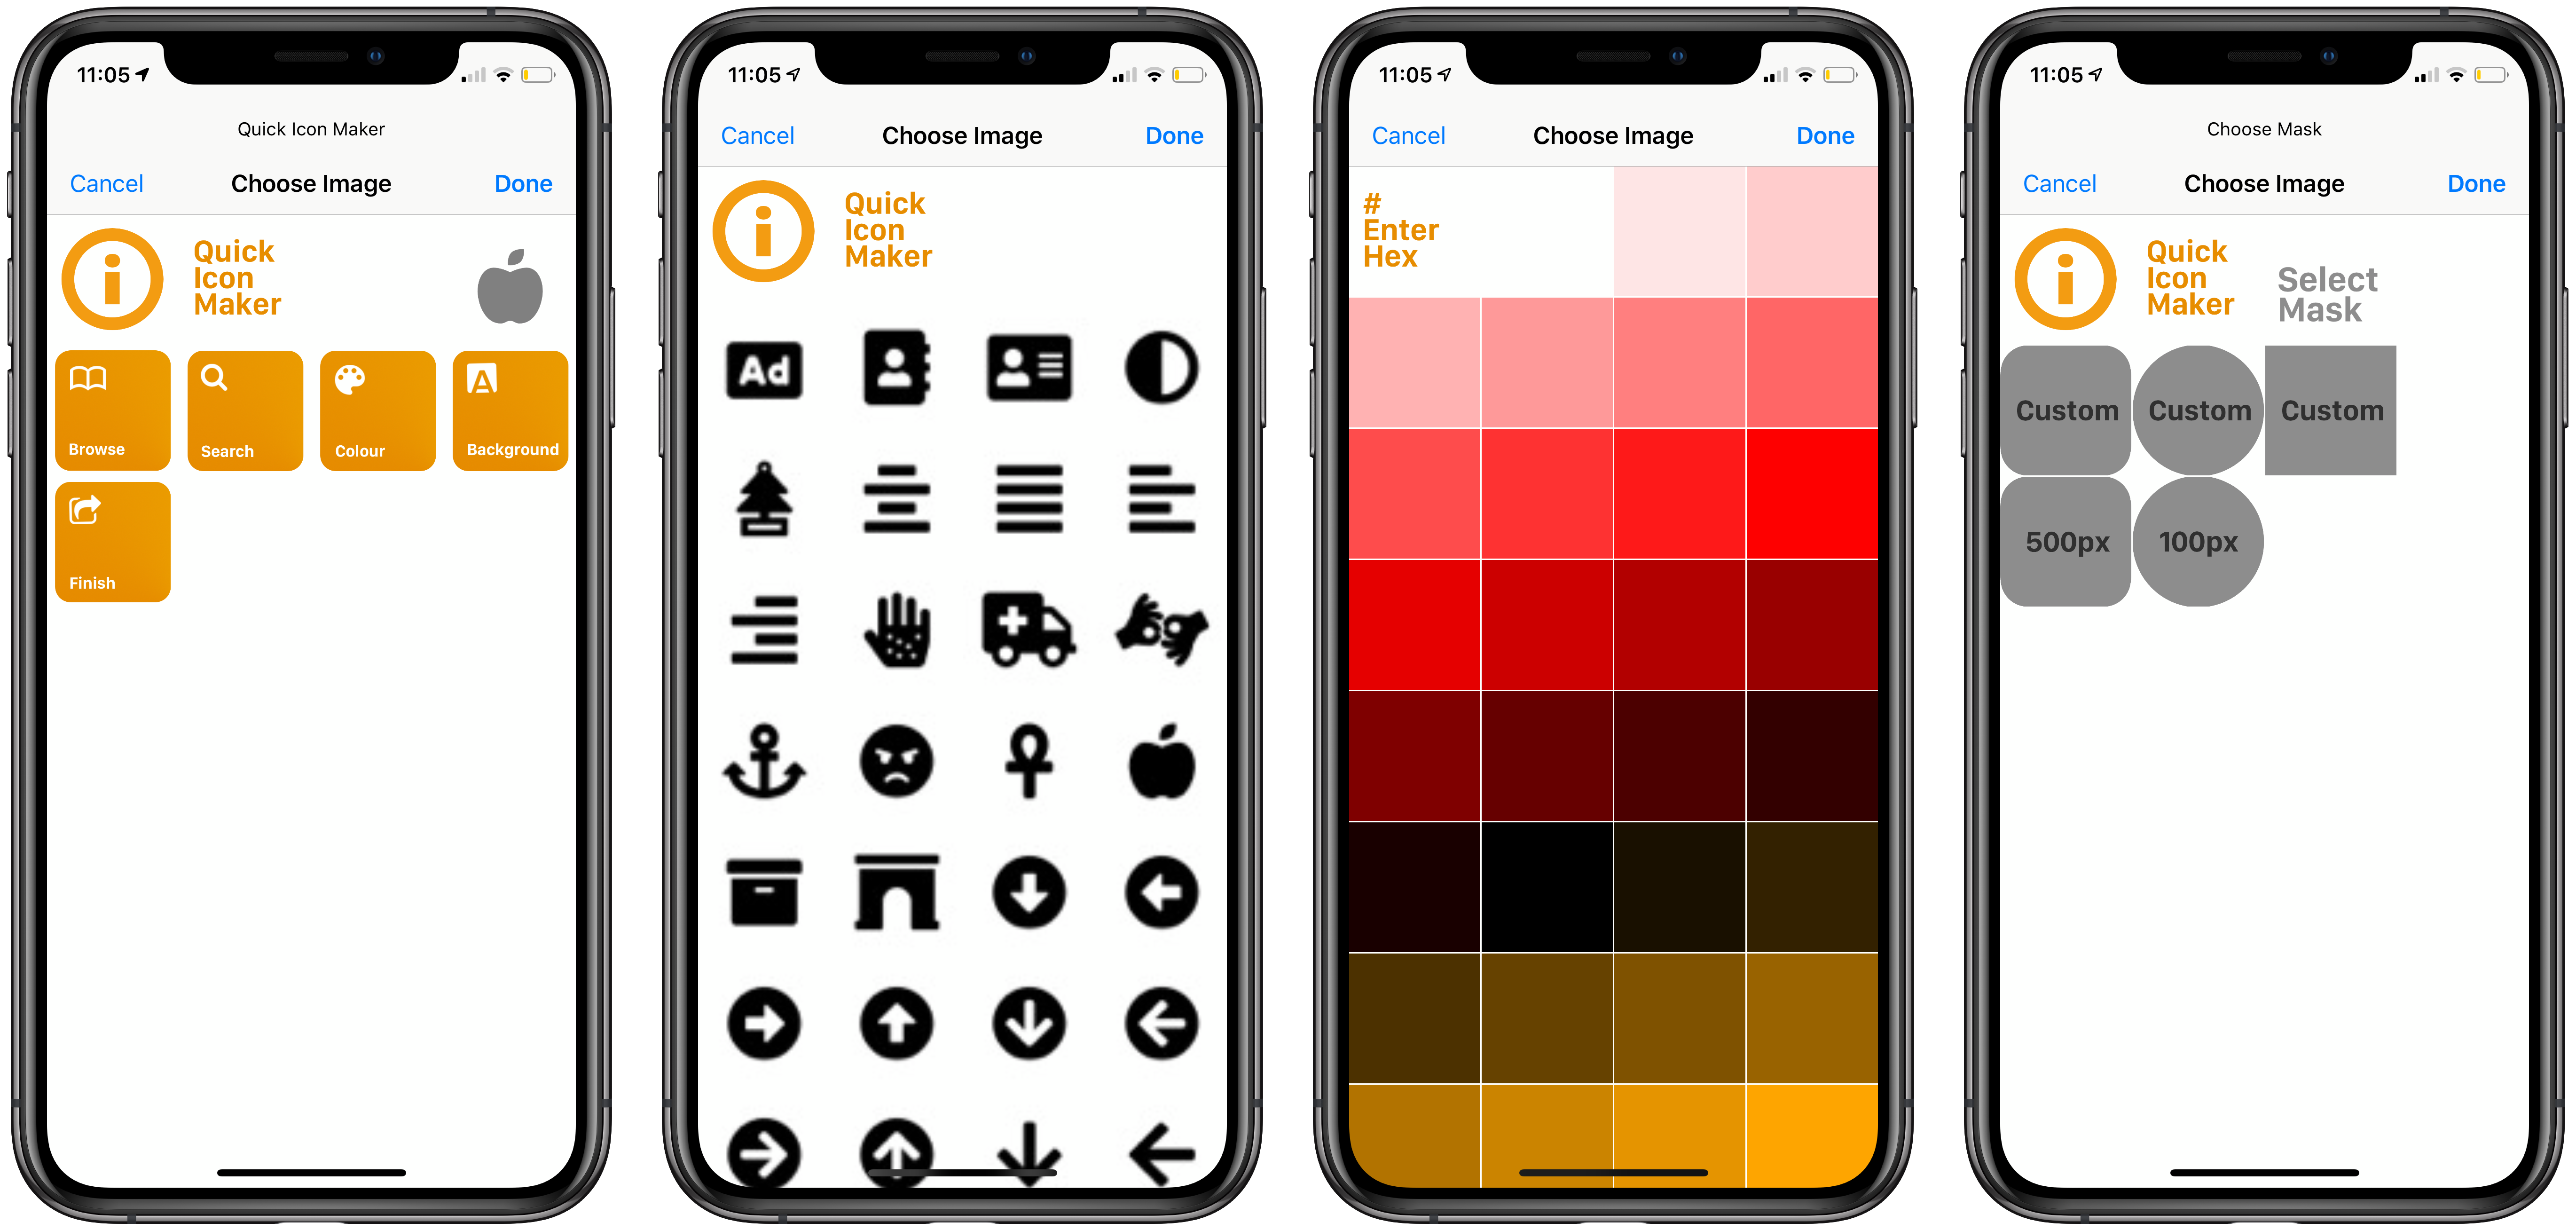 11:05
Quick Icon Maker
Cancel Choose Image Done
i
Quick
Icon
Maker
Browse
Search
Colour
A
Background
Finish
11:05
Cancel Choose Image Done
i
Quick
Icon
Maker
Ad
11:05
Cancel Choose Image Done
#
Enter
Hex
11:05
Choose Mask
Cancel Choose Image Done
i
Quick
Icon
Maker
Select
Mask
Custom Custom Custom
500px 100px